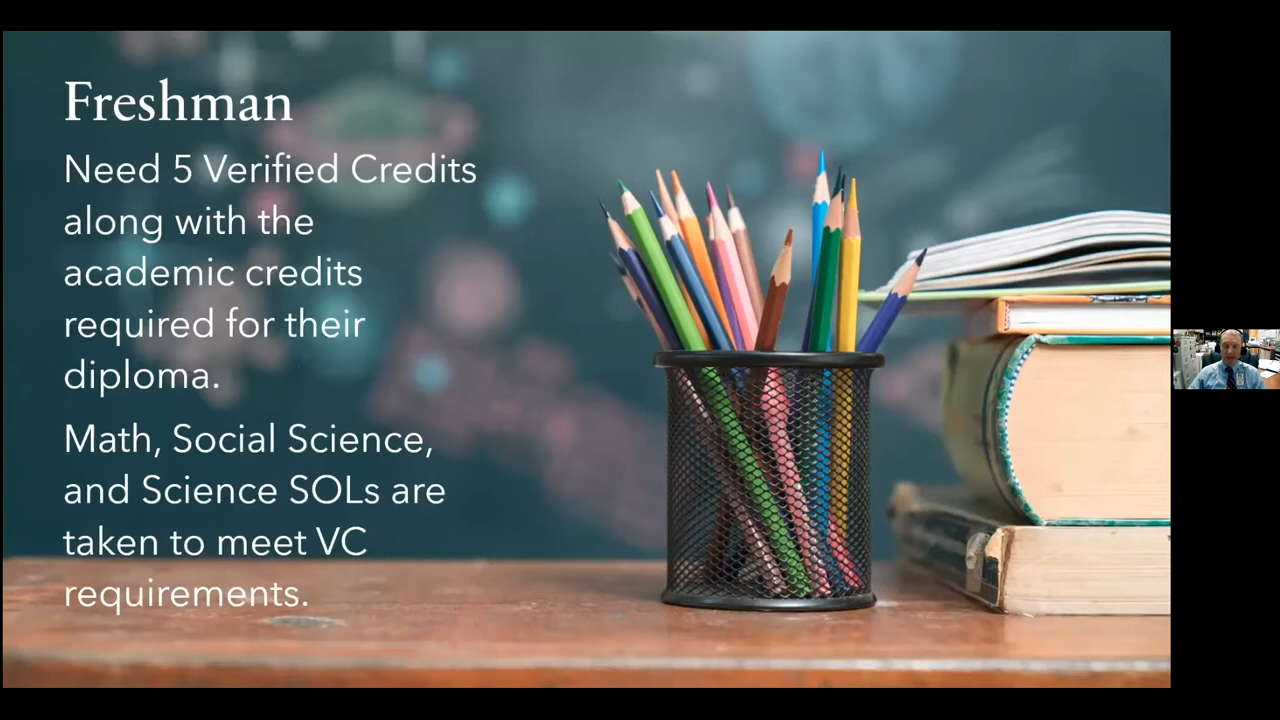 Freshman
Need 5 Verified Credits
along with the
academic credits
required for their
diploma.
Math, Social Science,
and Science SOLs are
taken to meet VC
requirements.